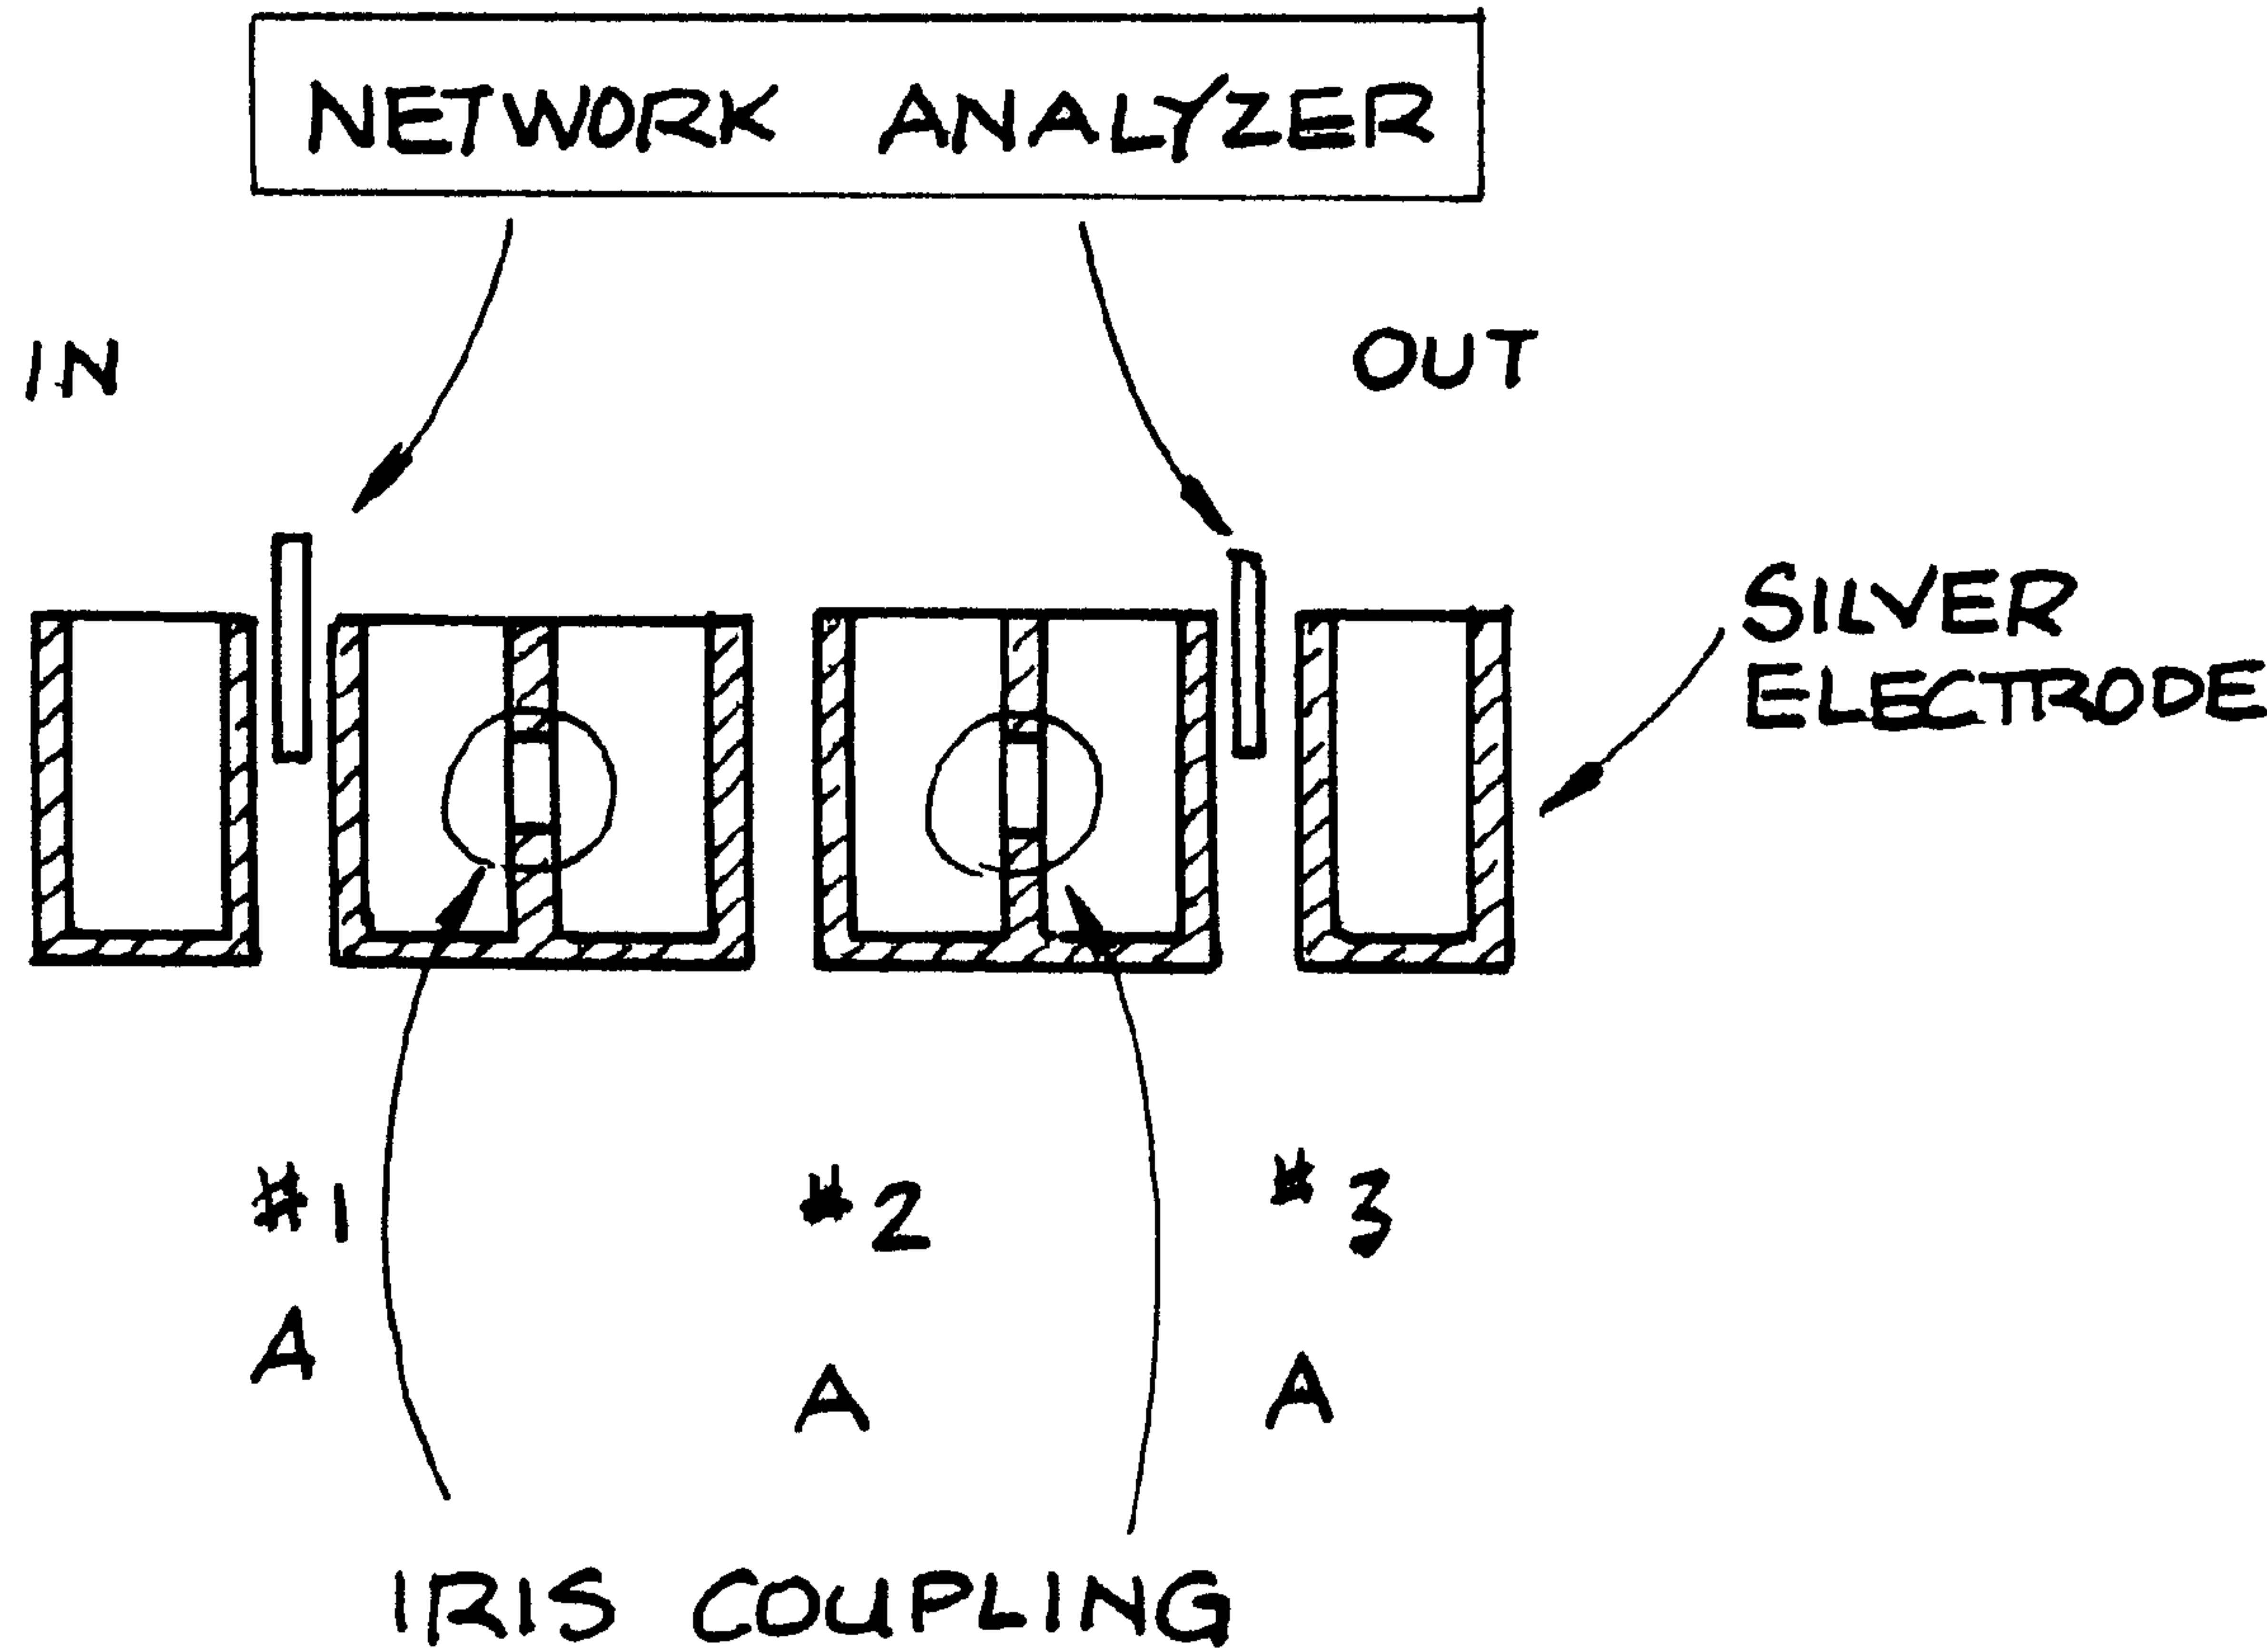 NETWORK ANALYZER
IN
OUT
SILVER
ELECTRODE
#1
#2
#3
A
A
A
IRIS COUPLING